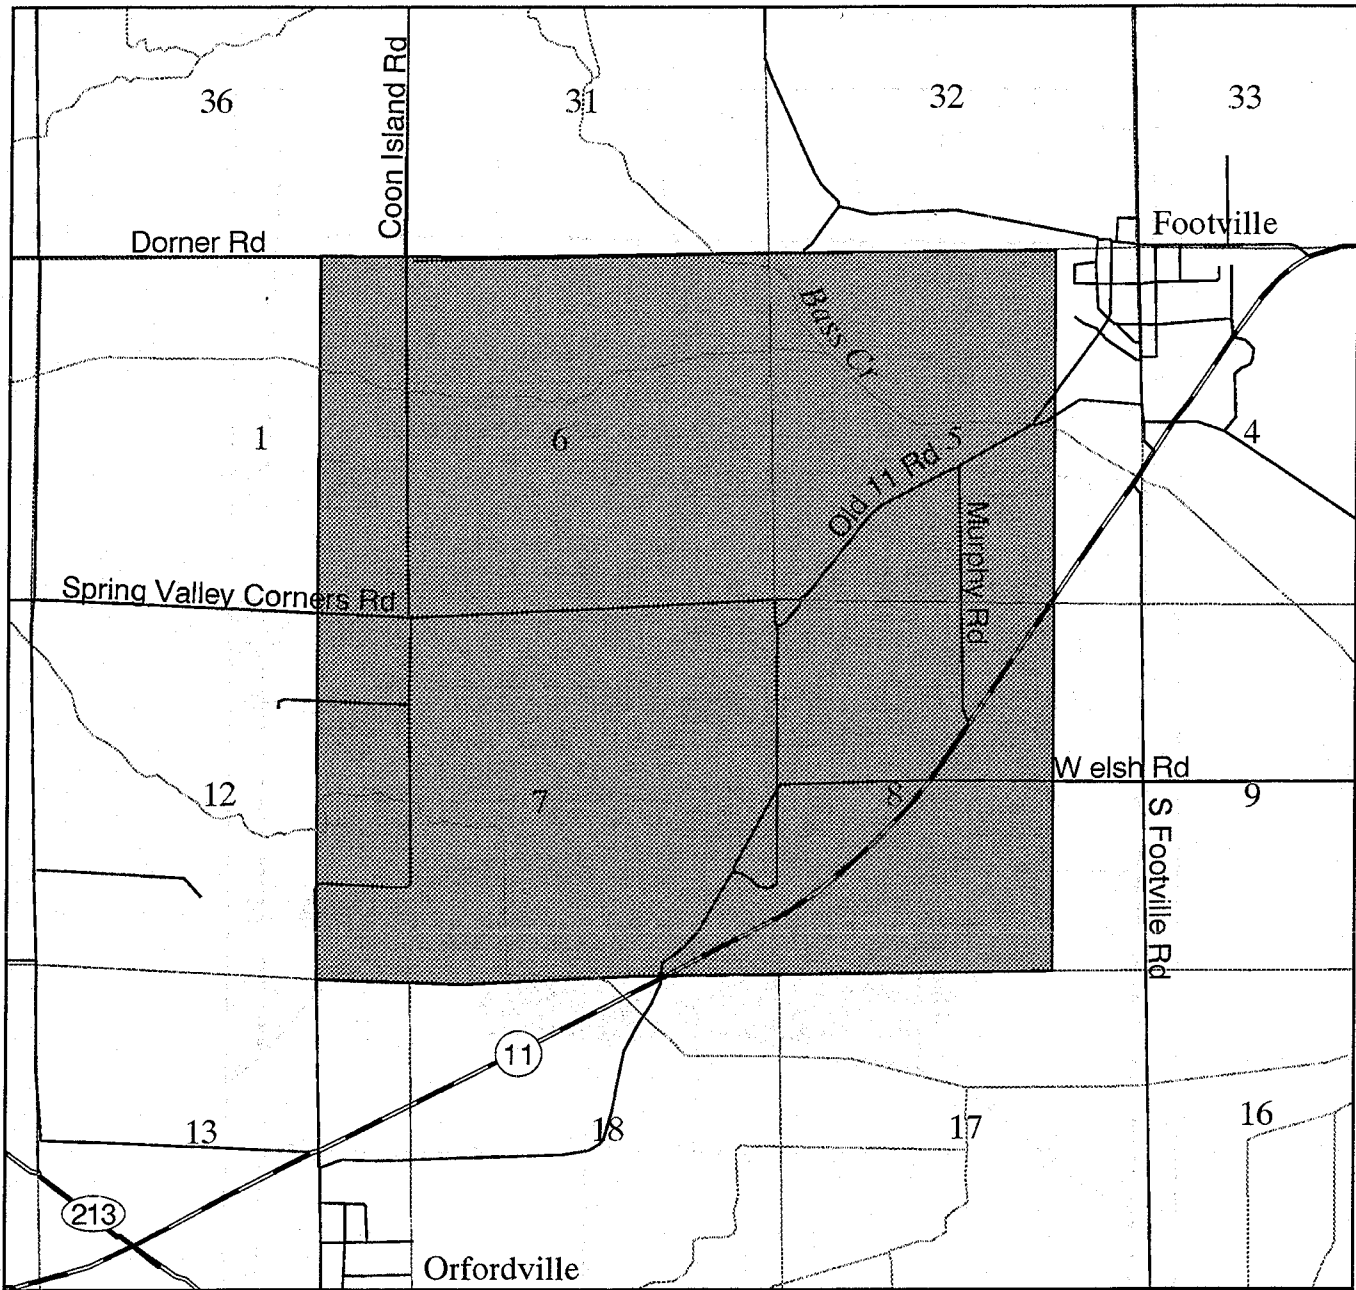 36
31
32
33
Coon Island Rd
Footville
Dorner Rd
Bass Cr
1
6
Old 11 Rd
5
4
Murphy Rd
Spring Valley Corners Rd
W elsh Rd
12
7
8
9
S Footville Rd
11
13
18
17
16
213
Orfordville